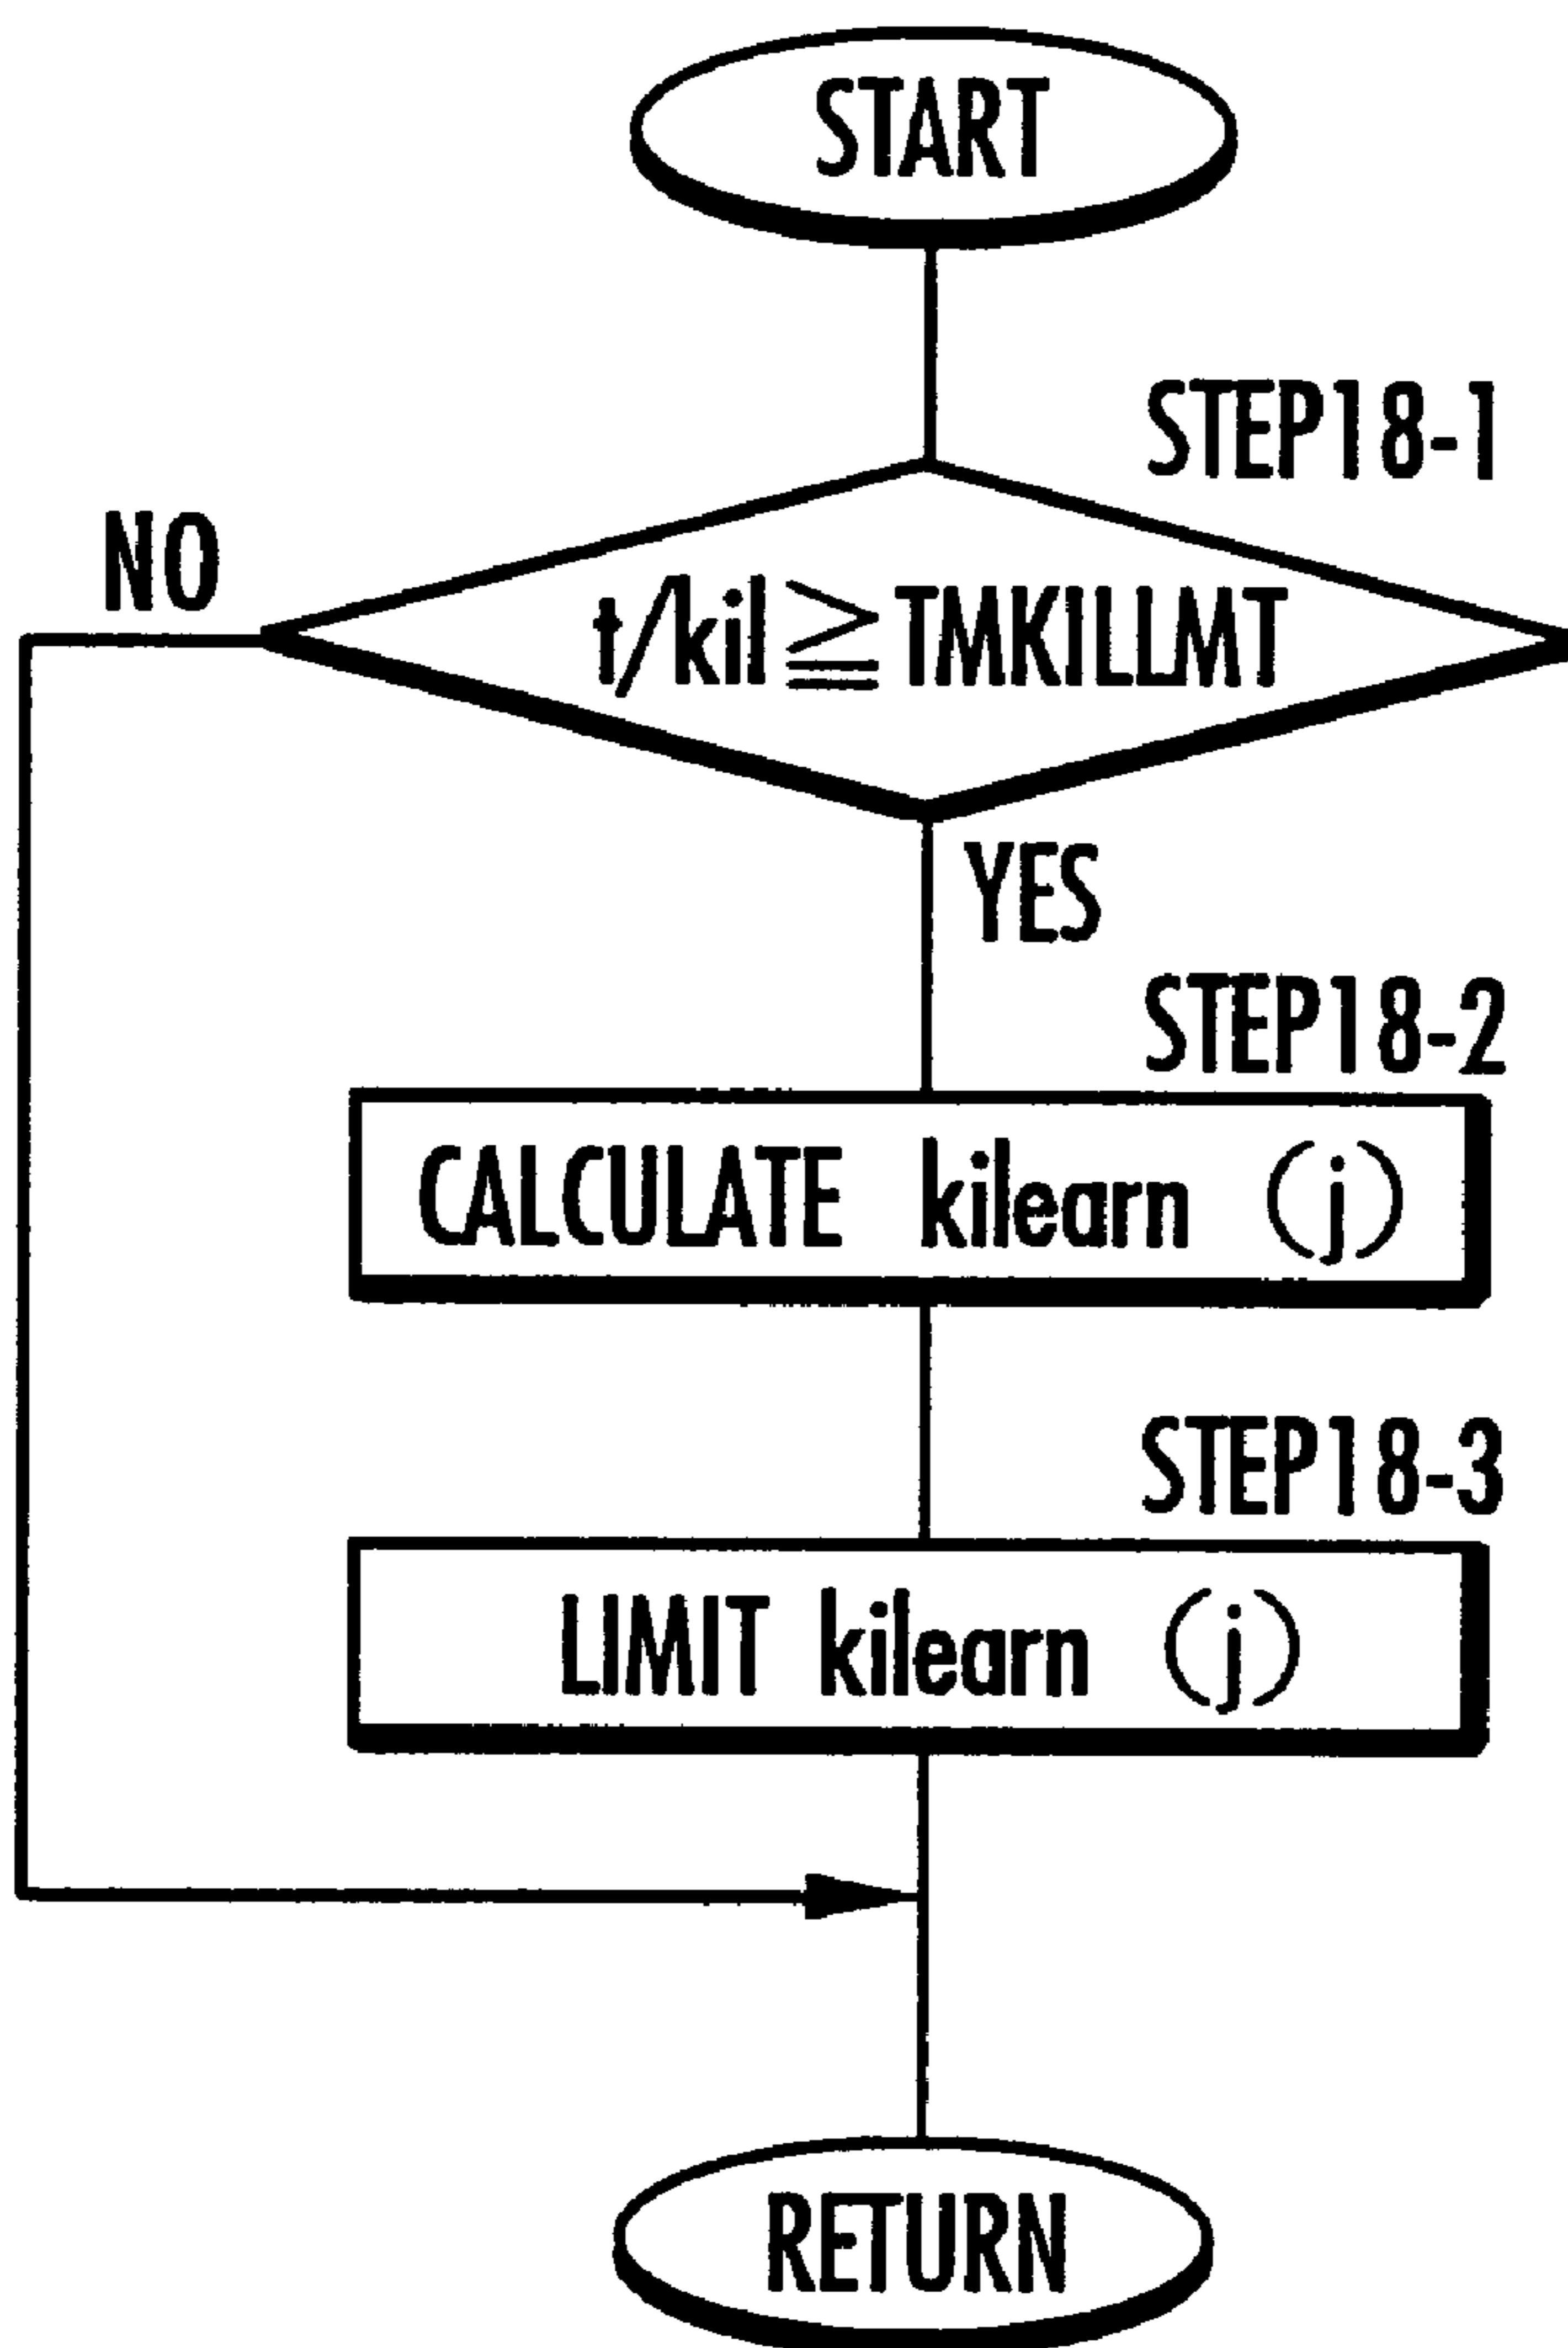 START
STEP18-1
NO
t/kil≧TMKILLMT
YES
STEP18-2
CALCULATE kilearn (j)
STEP18-3
LIMIT kilearn (j)
RETURN